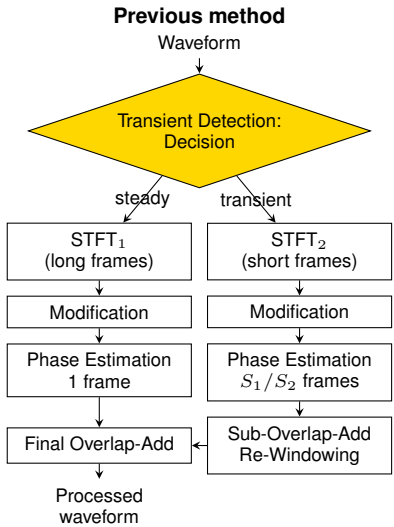 Previous method
Waveform
Transient Detection:
Decision
steady
transient
STFT₁
(long frames)
STFT₂
(short frames)
Modification
Modification
Phase Estimation
1 frame
Phase Estimation
S₁/S₂ frames
Final Overlap-Add
Sub-Overlap-Add
Re-Windowing
Processed
waveform